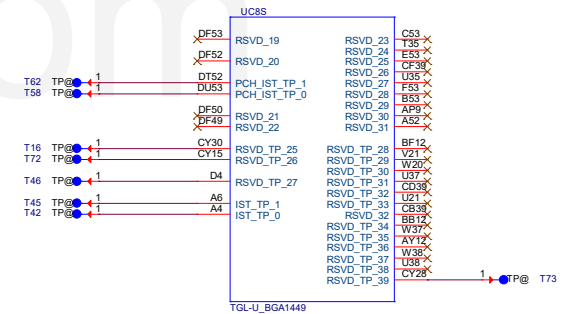 UC8S
DF53 RSVD_19 RSVD_23 C53
RSVD_24 T35
DF52 RSVD_20 RSVD_25 E53
RSVD_26 CF39
T62 TP@ 1 DT52 PCH_IST_TP_1 RSVD_27 U35
T58 TP@ 1 DU53 PCH_IST_TP_0 RSVD_28 F53
RSVD_29 B53
DF50 RSVD_21 RSVD_30 AP9
DF49 RSVD_22 RSVD_31 A52
T16 TP@ 1 CY30 RSVD_TP_25 RSVD_TP_28 BF12
T72 TP@ 1 CY15 RSVD_TP_26 RSVD_TP_29 V21
RSVD_TP_30 W20
T46 TP@ 1 D4 RSVD_TP_27 RSVD_TP_31 U37
RSVD_TP_32 CD39
T45 TP@ 1 A6 IST_TP_1 RSVD_TP_33 U21
T42 TP@ 1 A4 IST_TP_0 RSVD_32 CB39
RSVD_TP_34 BB12
RSVD_TP_35 W37
RSVD_TP_36 AY12
RSVD_TP_37 W38
RSVD_TP_38 U38
RSVD_TP_39 CY28 1 TP@ T73
TGL-U_BGA1449